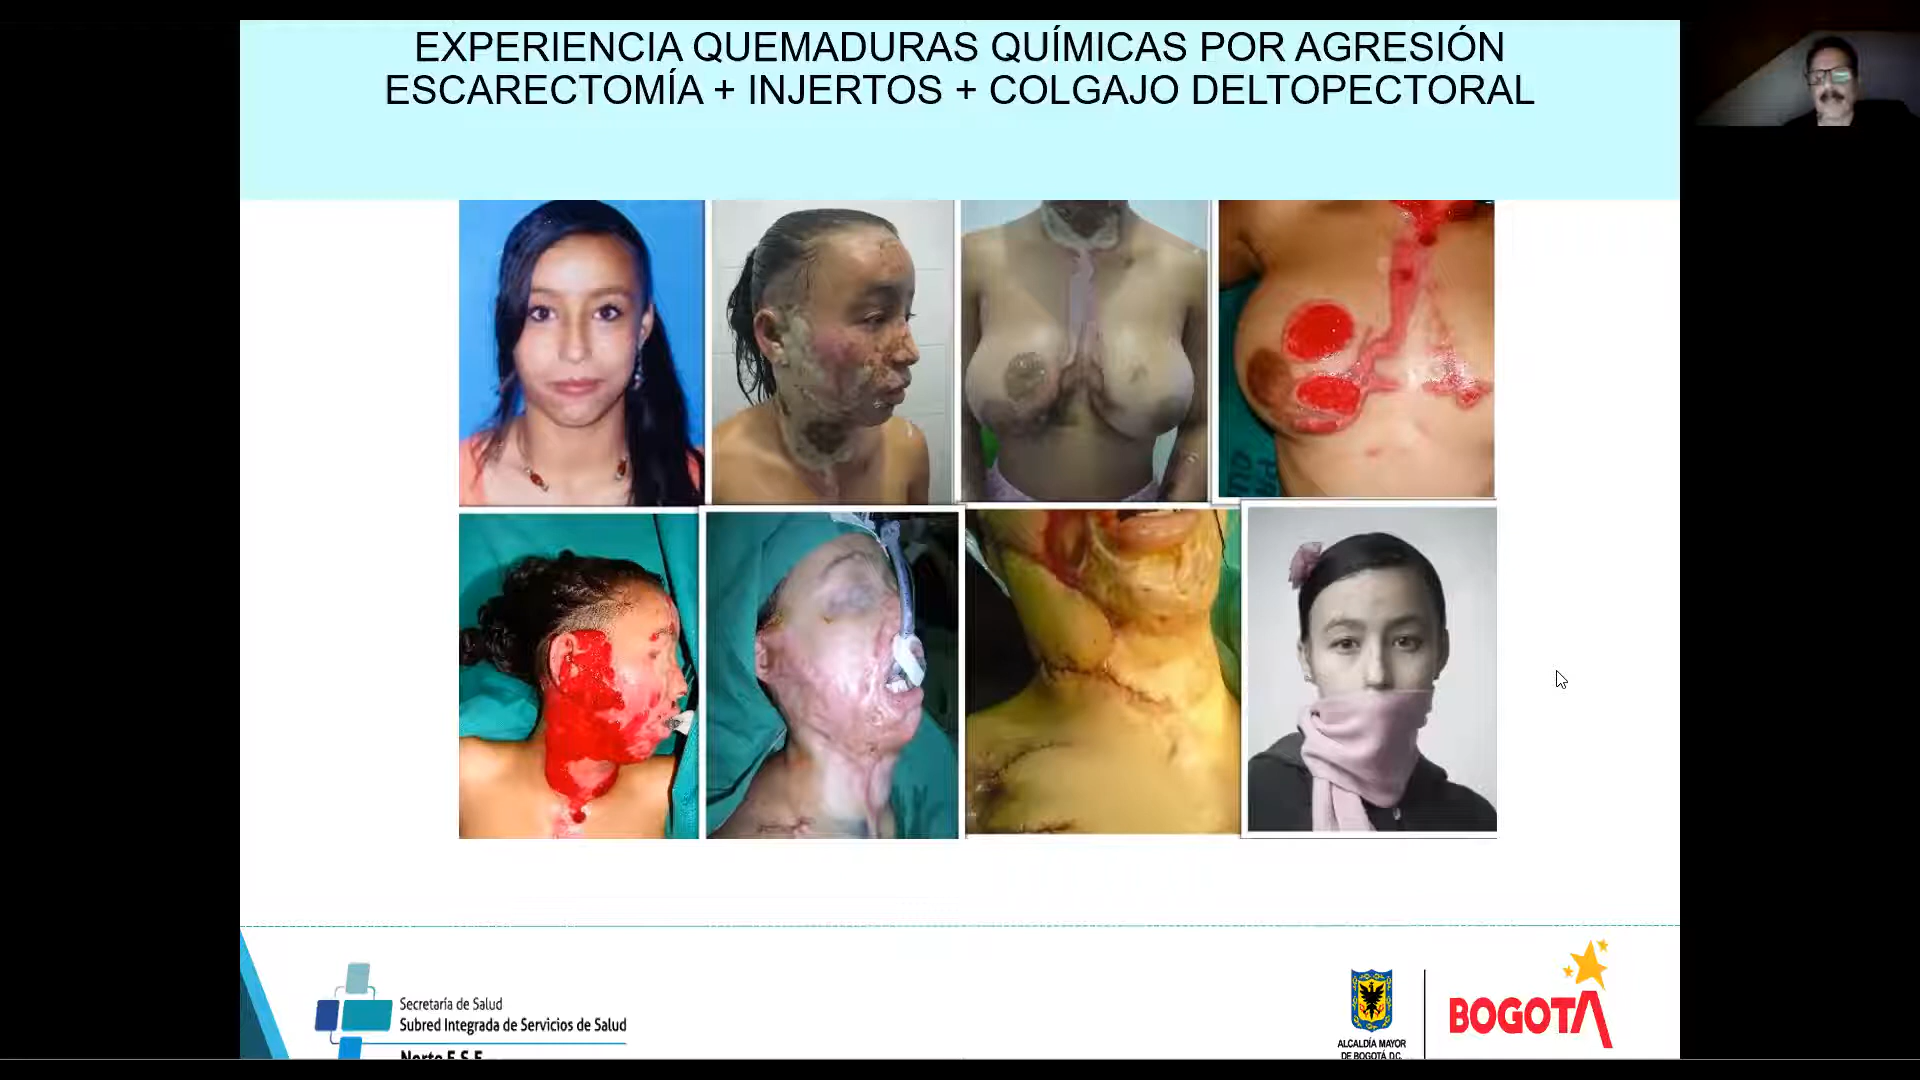 EXPERIENCIA QUEMADURAS QUÍMICAS POR AGRESIÓN
ESCARECTOMÍA + INJERTOS + COLGAJO DELTOPECTORAL
Secretaría de Salud
Subred Integrada de Servicios de Salud
Norte E.S.E.
ALCALDÍA MAYOR
DE BOGOTÁ D.C.
BOGOTÁ